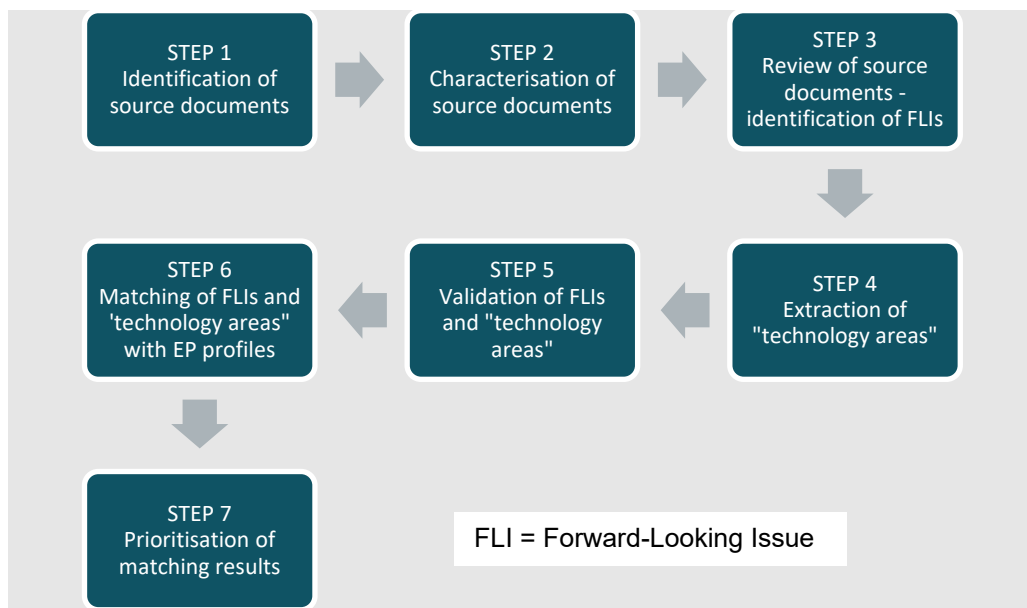 STEP 1
Identification of
source documents
STEP 2
Characterisation of
source documents
STEP 3
Review of source
documents -
identification of FLIs
STEP 4
Extraction of
"technology areas"
STEP 5
Validation of FLIs
and "technology
areas"
STEP 6
Matching of FLIs and
'technology areas"
with EP profiles
STEP 7
Prioritisation of
matching results
FLI = Forward-Looking Issue